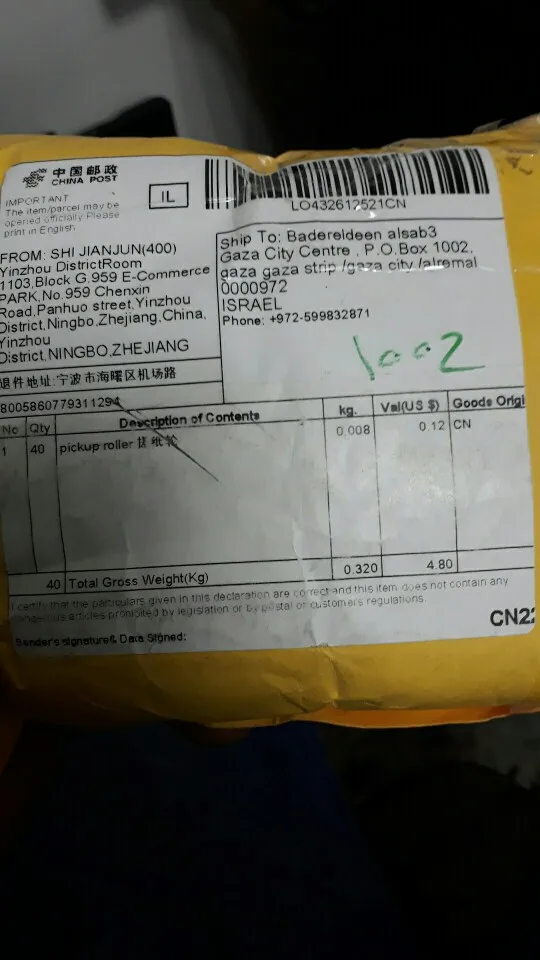 中国邮政
CHINA POST
IL
LO432612521CN
IMPORTANT
The item/parcel may be
opened officially. Please
print in English
FROM: SHI JIANJUN(400)
Yinzhou DistrictRoom
1103,Block G.959 E-Commerce
PARK,No.959 Chenxin
Road,Panhuo street,Yinzhou
District,Ningbo,Zhejiang,China,
Yinzhou
District,NINGBO,ZHEJIANG
退件地址:宁波市海曙区机场路
8005860779311294
Ship To: Badereldeen alsab3
Gaza City Centre , P.O.Box 1002,
gaza gaza strip /gaza city /alremal
0000972
ISRAEL
Phone: +972-599832871
1002
No Qty Description of Contents kg. Val(US $) Goods Origi
1 40 pickup roller 搓纸轮 0.008 0.12 CN
40 Total Gross Weight(Kg) 0.320 4.80
I certify that the particulars given in this declaration are correct and this item does not contain any
dangerous articles prohibited by legislation or by postal or customs regulations.
Sender's signature& Data Signed:
CN22